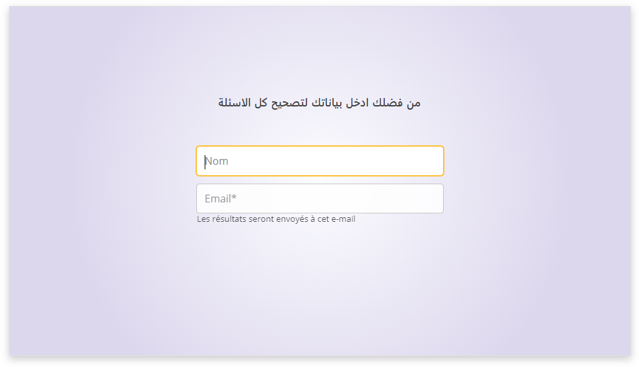 من فضلك ادخل بياناتك لتصحيح كل الاسئلة
Nom
Email*
Les résultats seront envoyés à cet e-mail